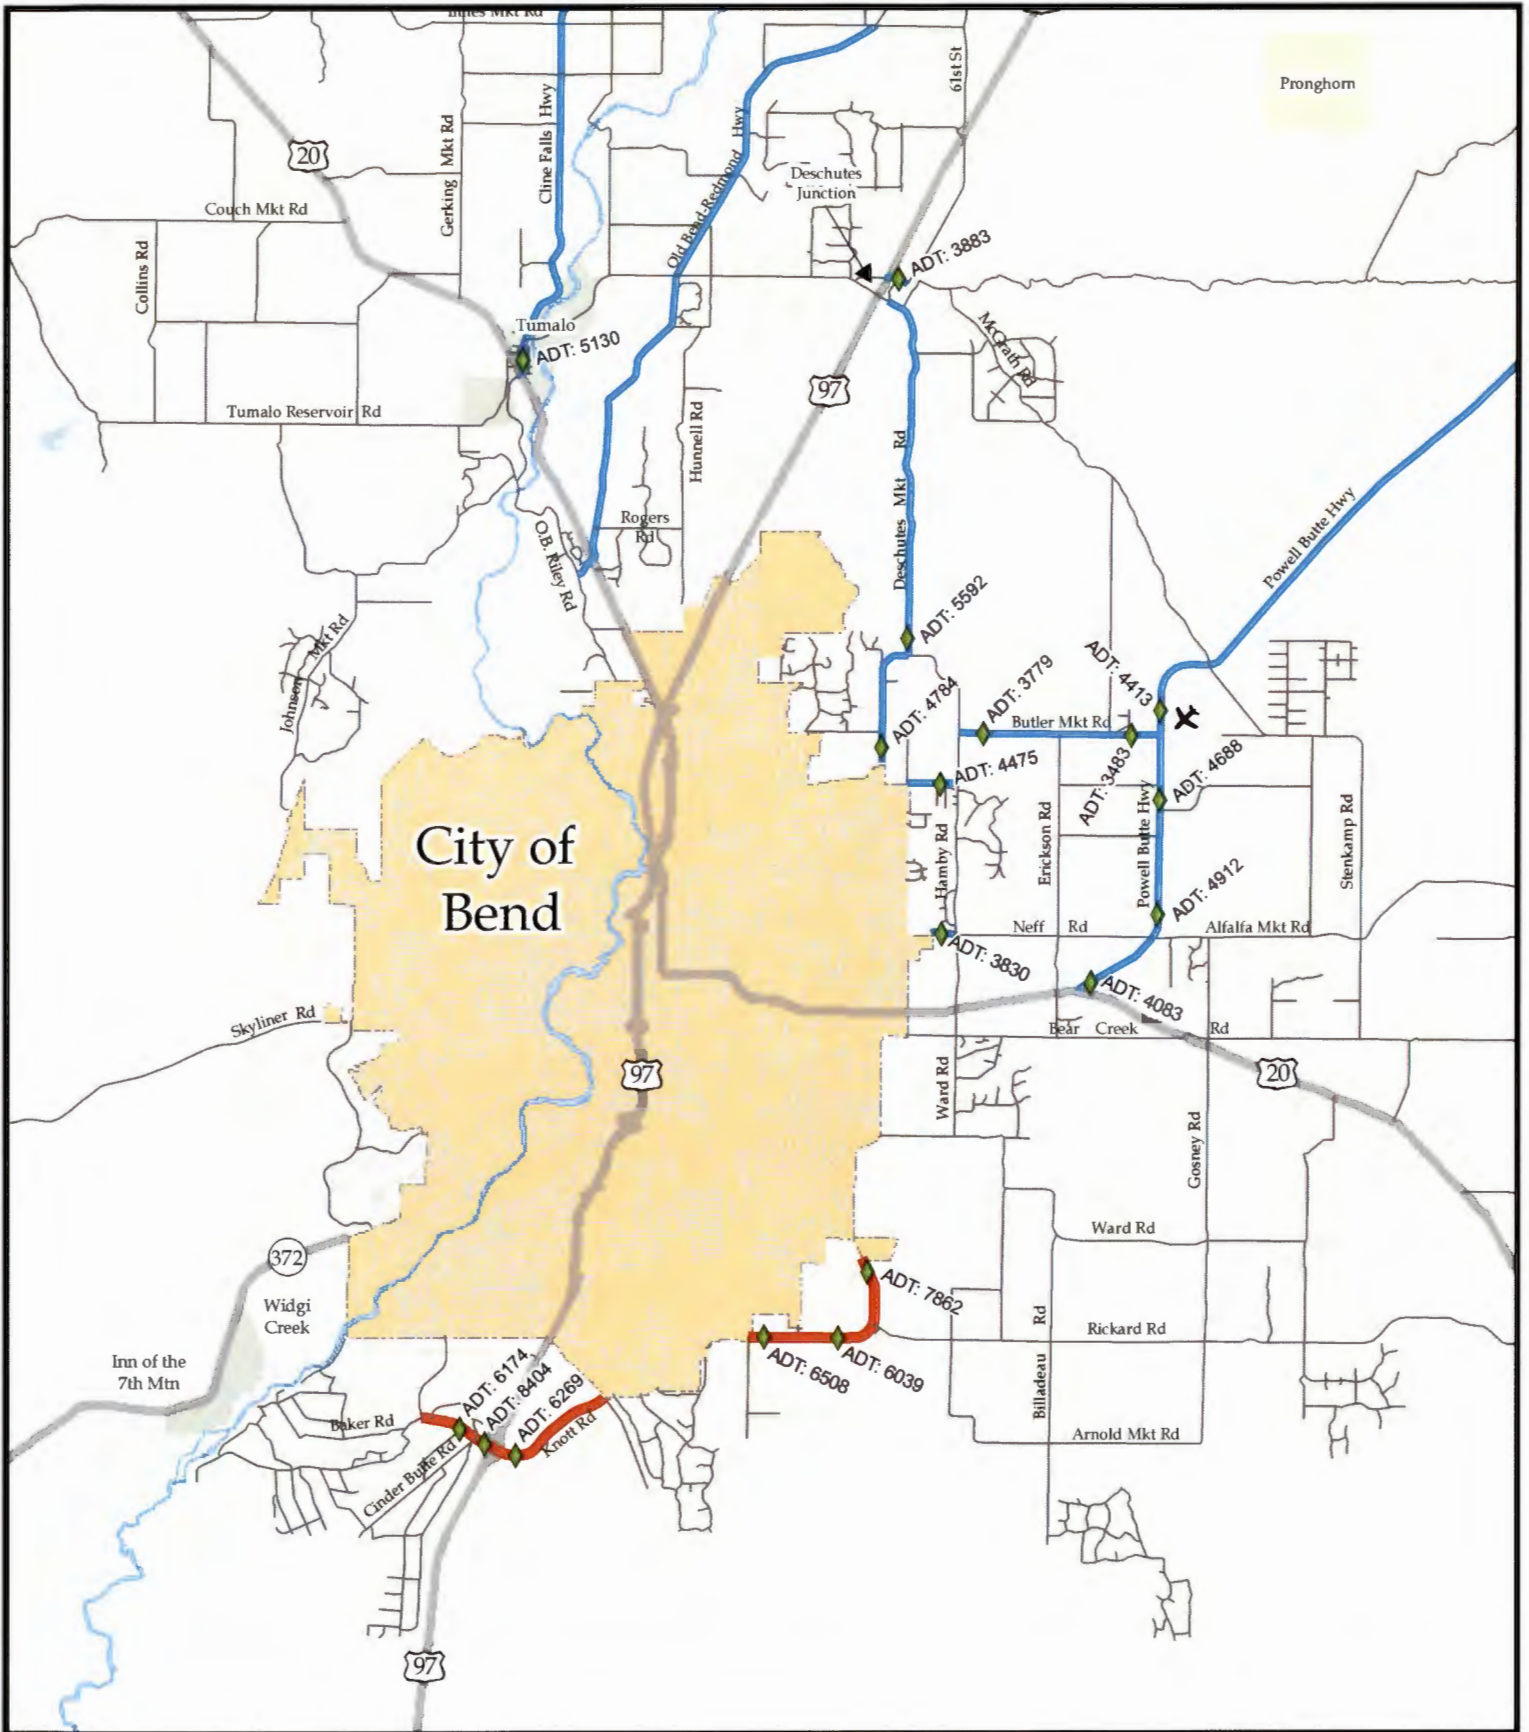 Innes Mkt Rd
61st St
Pronghorn
Cline Falls Hwy
Gerking Mkt Rd
Old Bend-Redmond Hwy
20
Deschutes
Junction
Couch Mkt Rd
Collins Rd
ADT: 3883
Tumalo
ADT: 5130
McGrath Rd
97
Tumalo Reservoir Rd
Hunnell Rd
Deschutes Mkt Rd
Powell Butte Hwy
Rogers
Rd
O.B. Riley Rd
ADT: 5592
Johnson Mkt Rd
ADT: 4784
ADT: 3779
ADT: 4413
Butler Mkt Rd
ADT: 4475
ADT: 3483
ADT: 4688
City of
Bend
Hamby Rd
Erickson Rd
Powell Butte Hwy
Stenkamp Rd
ADT: 4912
Neff Rd
Alfalfa Mkt Rd
ADT: 3830
ADT: 4083
Skyliner Rd
Bear Creek Rd
97
Ward Rd
20
Gosney Rd
Ward Rd
372
Widgi
Creek
ADT: 7862
Billadeau Rd
Rickard Rd
Inn of the
7th Mtn
ADT: 6174
ADT: 8404
ADT: 6269
ADT: 6508
ADT: 6039
Baker Rd
Knott Rd
Cinder Butte Rd
Arnold Mkt Rd
97